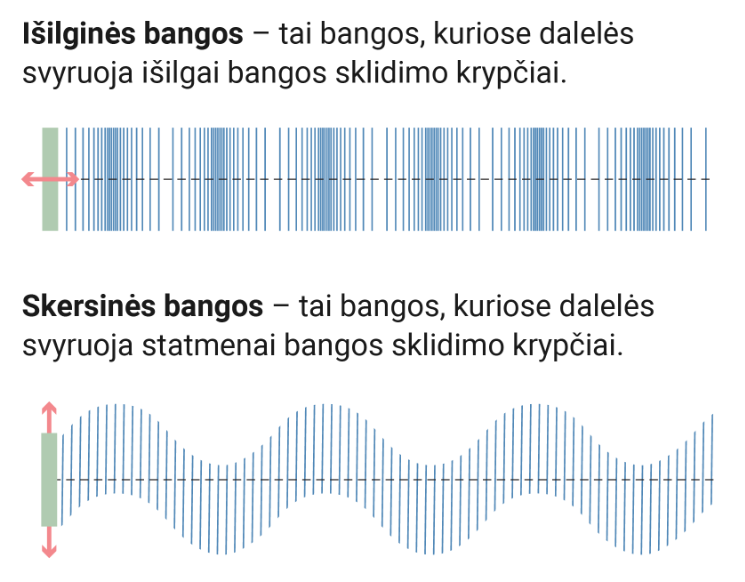 Išilginės bangos – tai bangos, kuriose dalelės
svyruoja išilgai bangos sklidimo krypčiai.
Skersinės bangos – tai bangos, kuriose dalelės
svyruoja statmenai bangos sklidimo krypčiai.